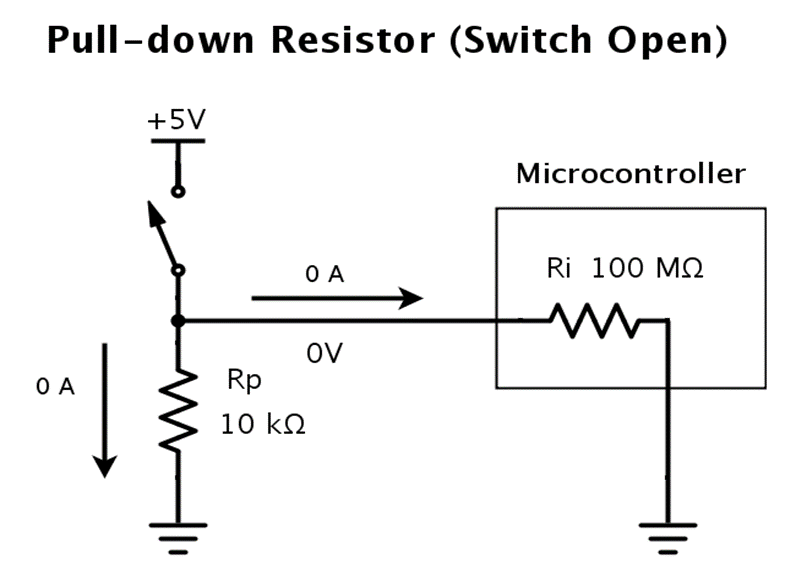 Pull-down Resistor (Switch Open)
+5V
Microcontroller
Ri 100 MΩ
0 A
0V
0 A
Rp
10 kΩ